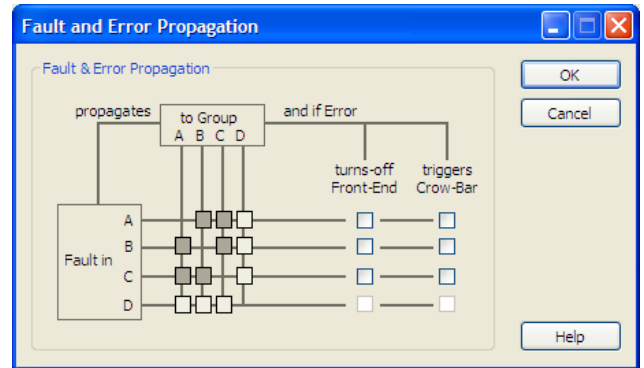 Fault and Error Propagation
Fault & Error Propagation
OK
Cancel
propagates
to Group
and if Error
A B C D
turns-off
Front-End
triggers
Crow-Bar
Fault in
A
B
C
D
Help